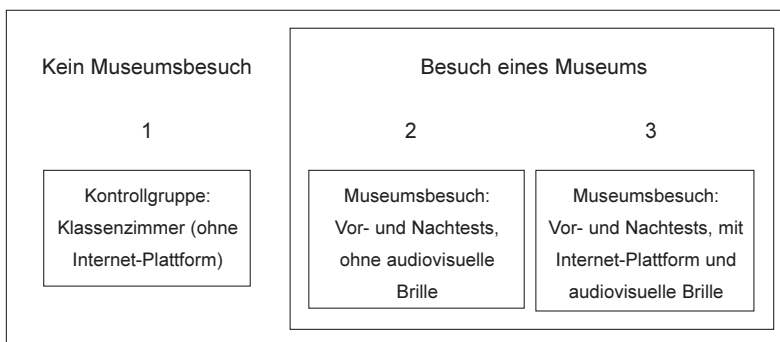 Kein Museumsbesuch
Besuch eines Museums
1
2
3
Kontrollgruppe:
Klassenzimmer (ohne
Internet-Plattform)
Museumsbesuch:
Vor- und Nachtests,
ohne audiovisuelle
Brille
Museumsbesuch:
Vor- und Nachtests, mit
Internet-Plattform und
audiovisuelle Brille